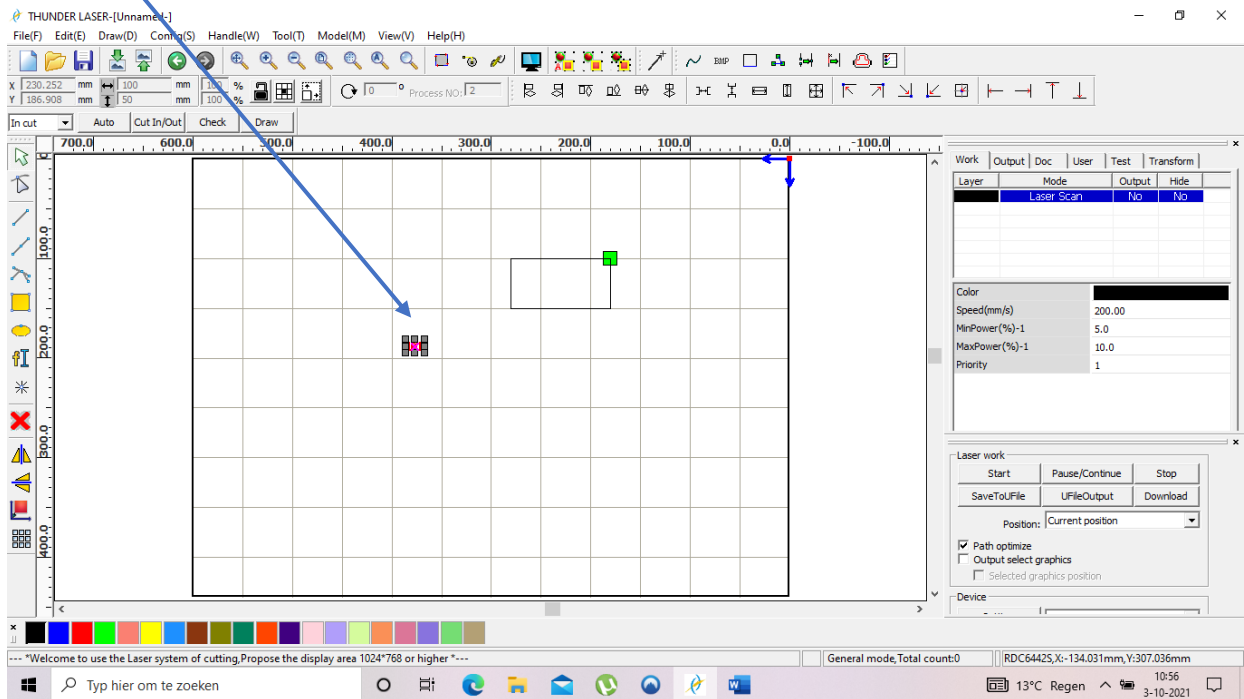 THUNDER LASER-[Unnamed-]
File(F) Edit(E) Draw(D) Config(S) Handle(W) Tool(T) Model(M) View(V) Help(H)
BMP
X 230.252 mm 100 mm 100 %
Y 186.908 mm 50 mm 100 %
0 ° Process NO: 2
In cut Auto Cut In/Out Check Draw
700.0 600.0 500.0 400.0 300.0 200.0 100.0 0.0 -100.0
0
100.0
200.0
300.0
400.0
Work Output Doc User Test Transform
Layer Mode Output Hide
Laser Scan No No
Color
Speed(mm/s) 200.00
MinPower(%)-1 5.0
MaxPower(%)-1 10.0
Priority 1
Laser work
Start Pause/Continue Stop
SaveToUFile UFileOutput Download
Position: Current position
Path optimize
Output select graphics
Selected graphics position
Device
--- *Welcome to use the Laser system of cutting,Propose the display area 1024*768 or higher *---
General mode,Total count:0
RDC6442S,X:-134.031mm,Y:307.036mm
Typ hier om te zoeken
13°C Regen
10:56
3-10-2021